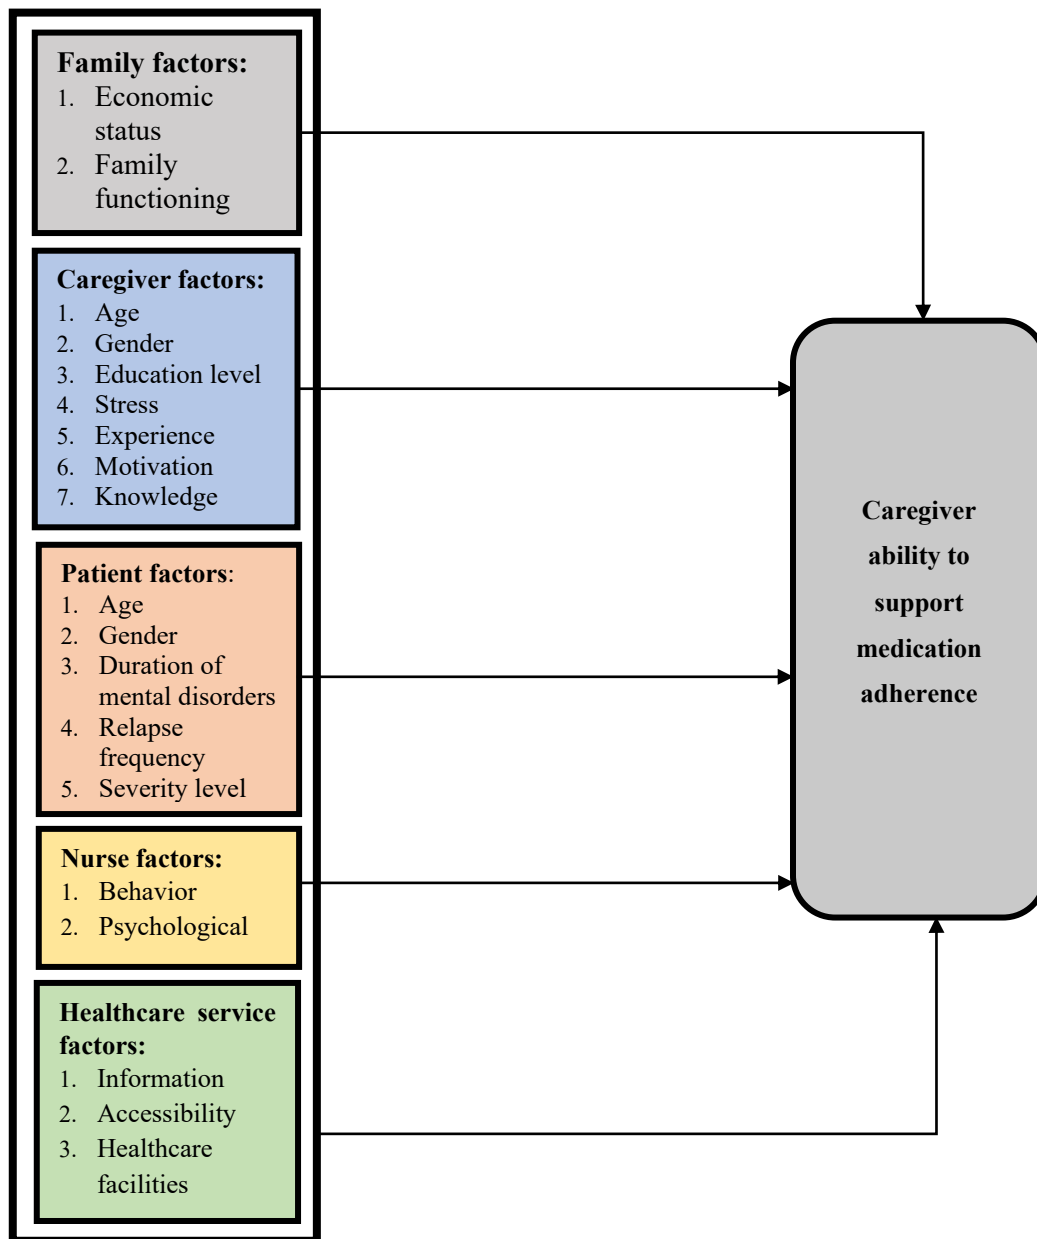 Family factors:
1. Economic
status
2. Family
functioning
Caregiver factors:
1. Age
2. Gender
3. Education level
4. Stress
5. Experience
6. Motivation
7. Knowledge
Patient factors:
1. Age
2. Gender
3. Duration of
mental disorders
4. Relapse
frequency
5. Severity level
Nurse factors:
1. Behavior
2. Psychological
Healthcare service
factors:
1. Information
2. Accessibility
3. Healthcare
facilities
Caregiver
ability to
support
medication
adherence